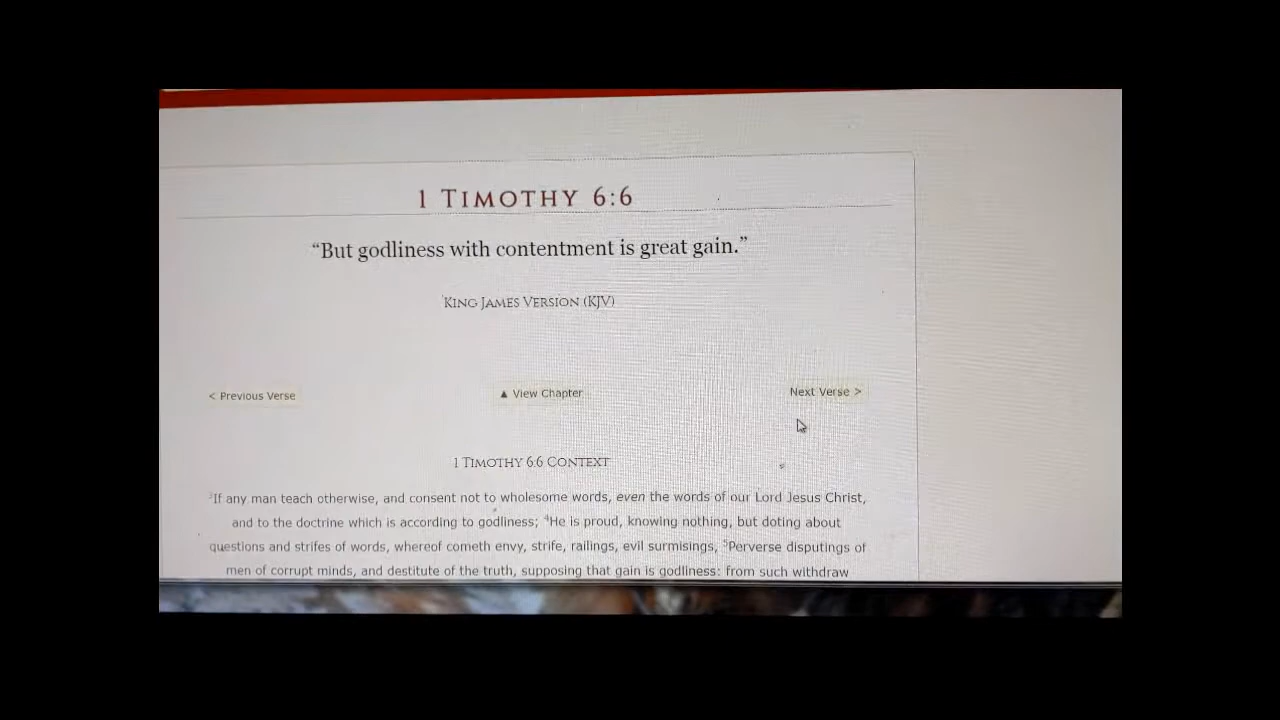 1 TIMOTHY 6:6
“But godliness with contentment is great gain.”
KING JAMES VERSION (KJV)
< Previous Verse ▲ View Chapter Next Verse >
1 TIMOTHY 6:6 CONTEXT
³If any man teach otherwise, and consent not to wholesome words, even the words of our Lord Jesus Christ,
and to the doctrine which is according to godliness; ⁴He is proud, knowing nothing, but doting about
questions and strifes of words, whereof cometh envy, strife, railings, evil surmisings, ⁵Perverse disputings of
men of corrupt minds, and destitute of the truth, supposing that gain is godliness: from such withdraw